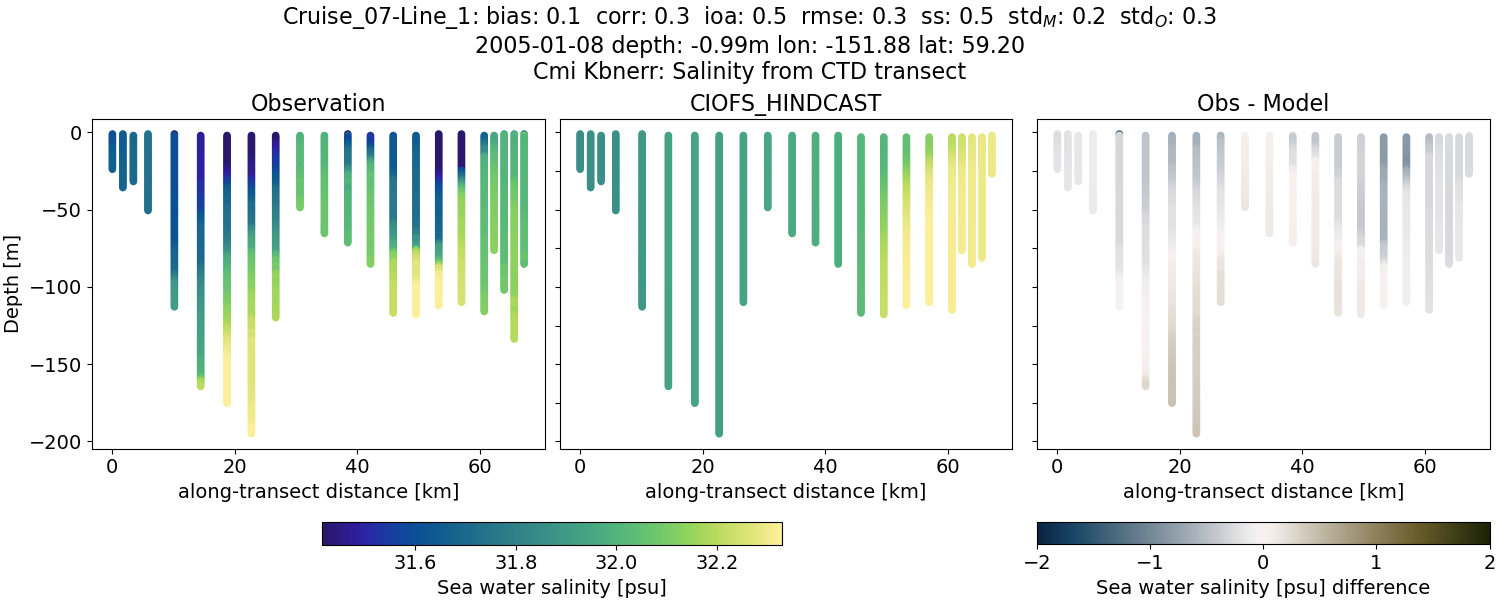 Cruise_07-Line_1: bias: 0.1  corr: 0.3  ioa: 0.5  rmse: 0.3  ss: 0.5  std_M: 0.2  std_O: 0.3
2005-01-08 depth: -0.99m lon: -151.88 lat: 59.20
Cmi Kbnerr: Salinity from CTD transect
Observation
CIOFS_HINDCAST
Obs - Model
Depth [m]
0
−50
−100
−150
−200
0 20 40 60
0 20 40 60
0 20 40 60
along-transect distance [km]
along-transect distance [km]
along-transect distance [km]
31.6 31.8 32.0 32.2
Sea water salinity [psu]
−2 −1 0 1 2
Sea water salinity [psu] difference